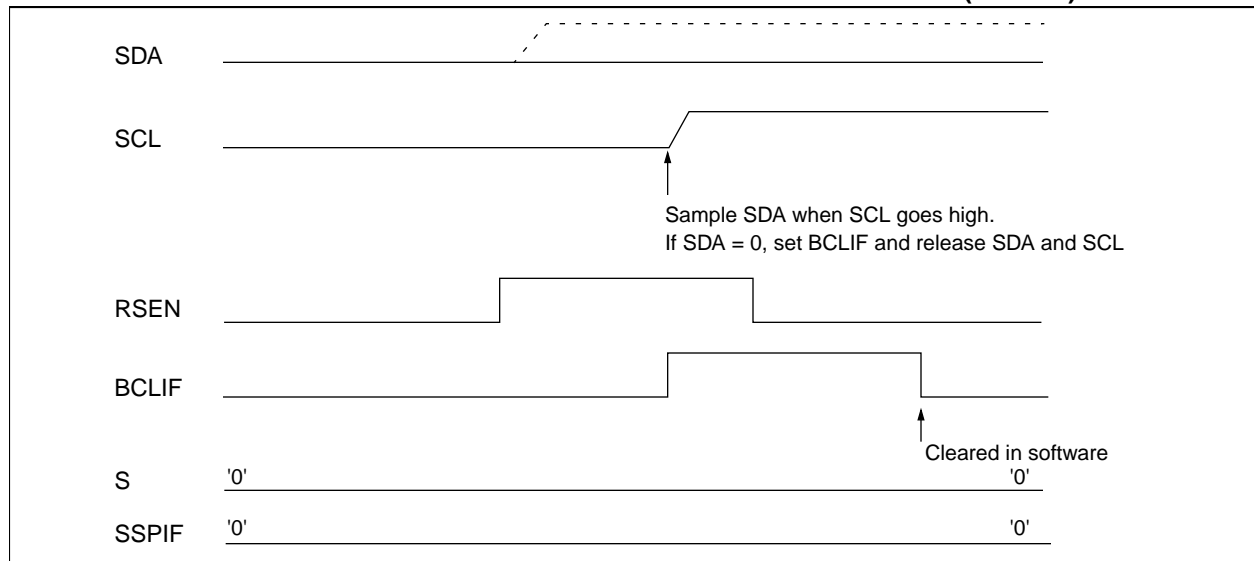 SDA
SCL
Sample SDA when SCL goes high.
If SDA = 0, set BCLIF and release SDA and SCL
RSEN
BCLIF
Cleared in software
S '0' '0'
SSPIF '0' '0'